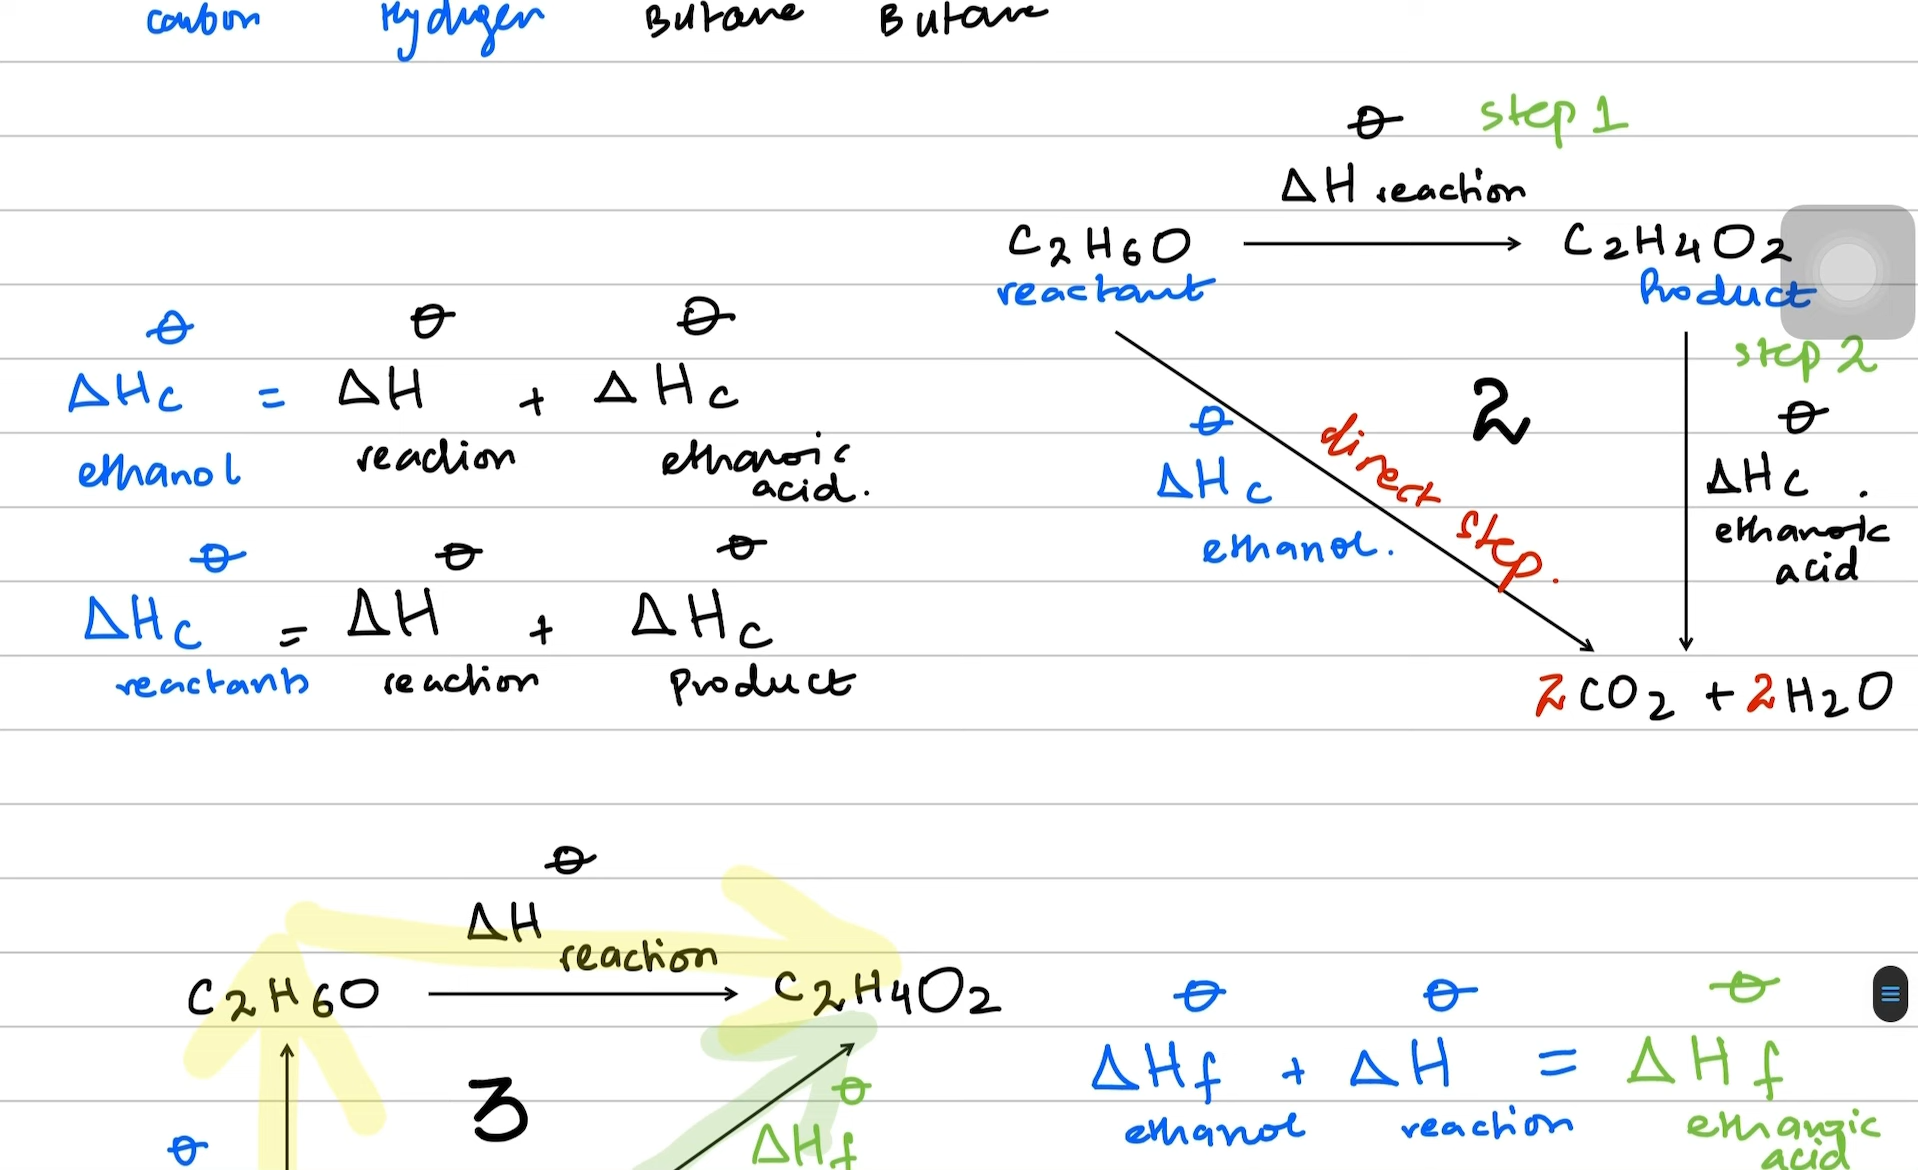 carbon Hydrogen Butane Butane
θ step 1
ΔH reaction
C2H6O → C2H4O2
reactant Product
step 2
θ θ θ
ΔHc = ΔH + ΔHc
ethanol reaction ethanoic
acid.
2
θ
ΔHc
ethanol.
direct step.
θ
ΔHc .
ethanoic
acid
θ θ θ
ΔHc = ΔH + ΔHc
reactants reaction Product
2CO2 + 2H2O
θ
ΔH
reaction
C2H6O → C2H4O2
3
θ
θ
ΔHf
θ θ θ
ΔHf + ΔH = ΔHf
ethanol reaction ethanoic
acid